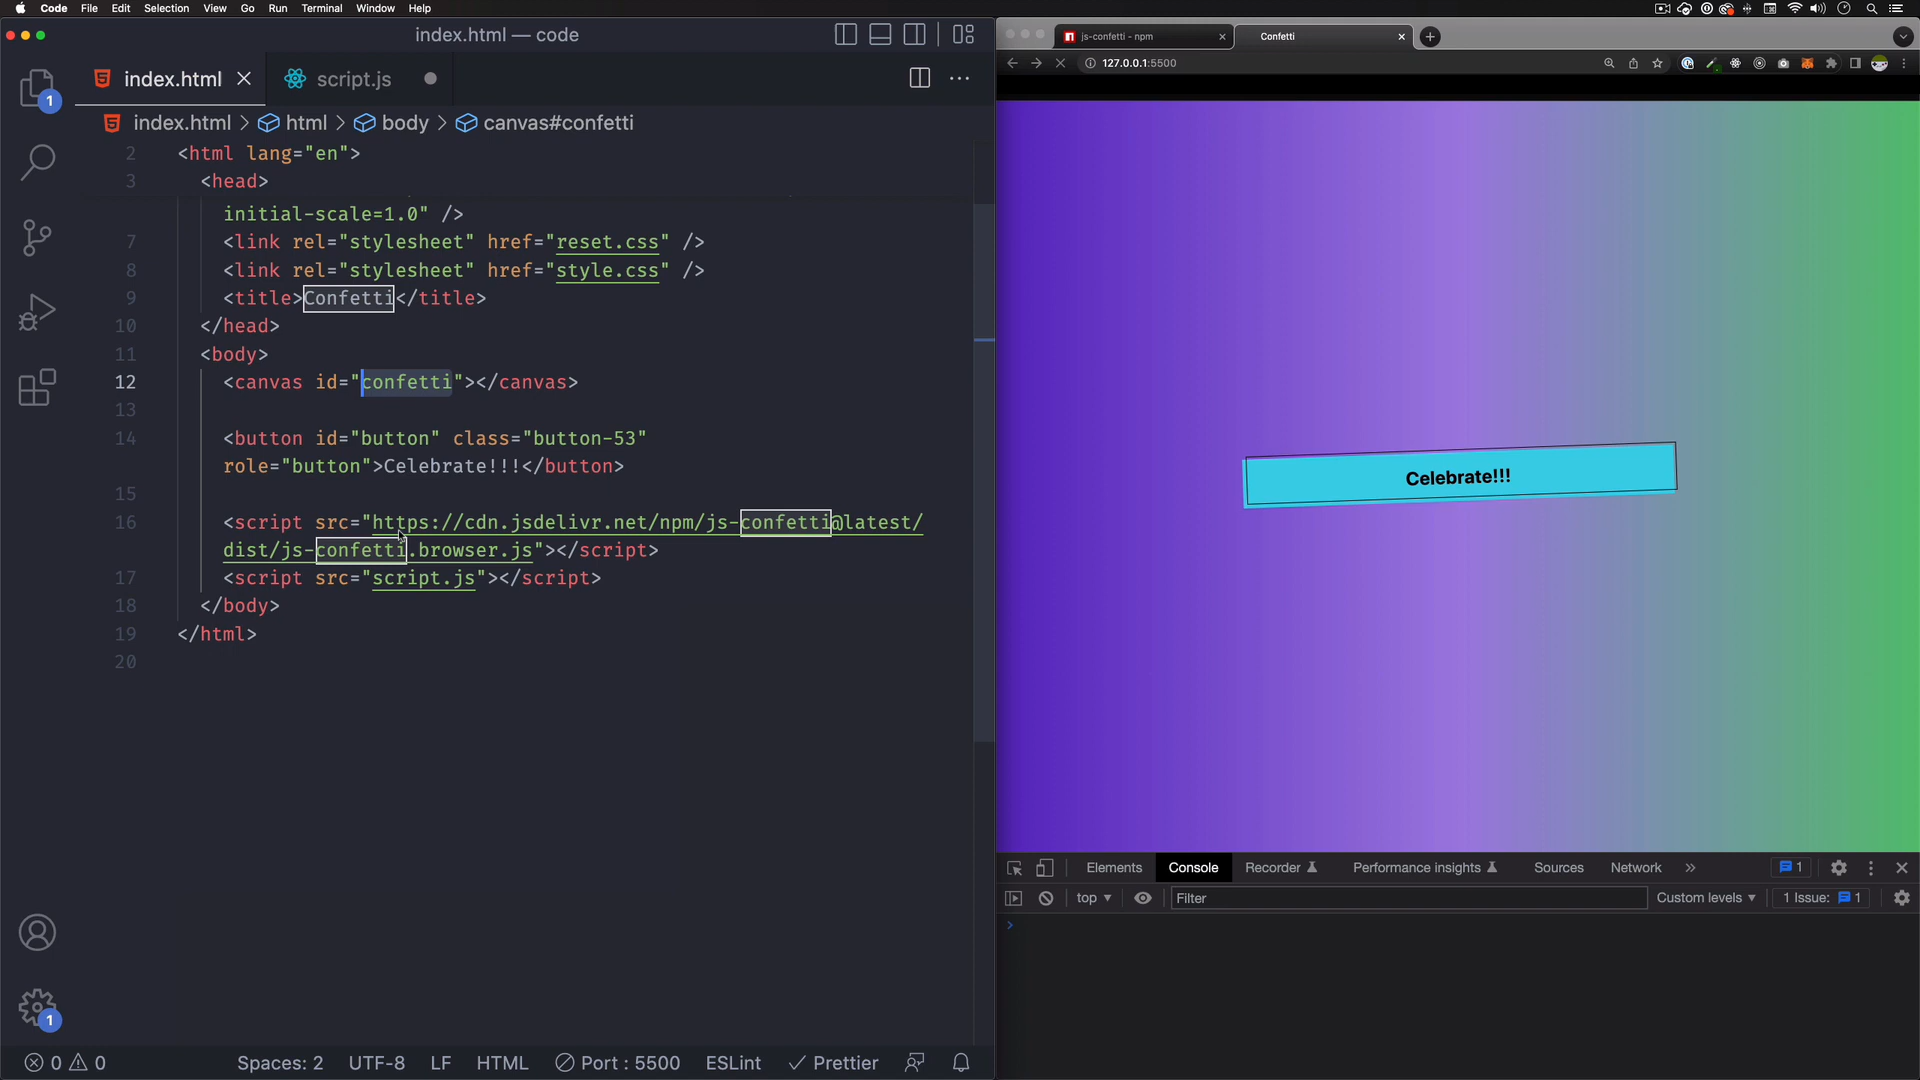 Code File Edit Selection View Go Run Terminal Window Help
index.html — code
index.html script.js
index.html > html > body > canvas#confetti
2 <html lang="en">
3 <head>
initial-scale=1.0" />
7 <link rel="stylesheet" href="reset.css" />
8 <link rel="stylesheet" href="style.css" />
9 <title>Confetti</title>
10 </head>
11 <body>
12 <canvas id="confetti"></canvas>
13
14 <button id="button" class="button-53"
role="button">Celebrate!!!</button>
15
16 <script src="https://cdn.jsdelivr.net/npm/js-confetti@latest/
dist/js-confetti.browser.js"></script>
17 <script src="script.js"></script>
18 </body>
19 </html>
20
1
1
0 0 Spaces: 2 UTF-8 LF HTML Port : 5500 ESLint Prettier
js-confetti - npm Confetti
127.0.0.1:5500
Celebrate!!!
Elements Console Recorder Performance insights Sources Network » 1
top Filter Custom levels 1 Issue: 1